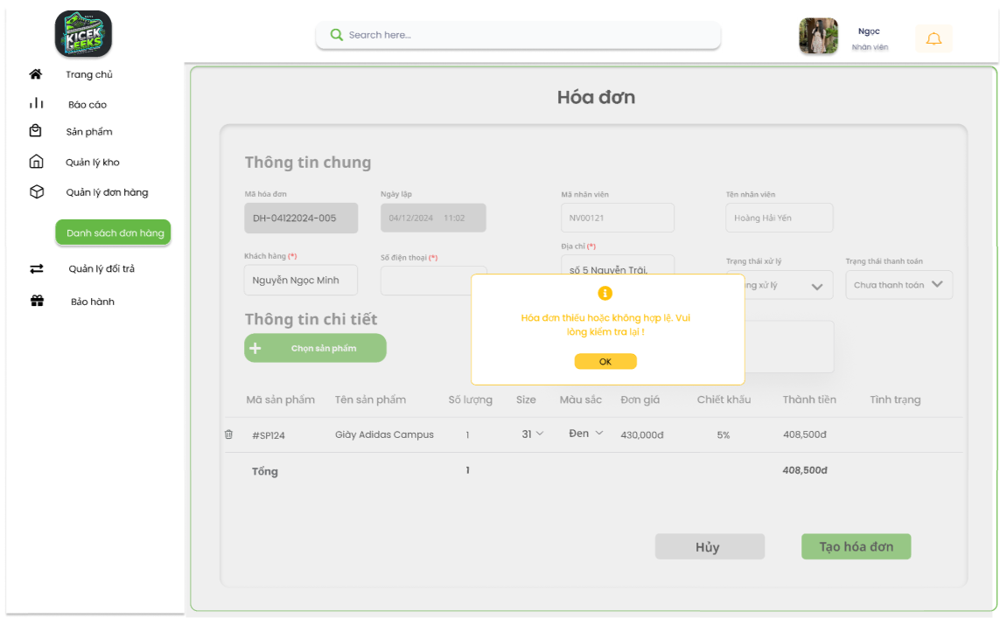 KICEK
GEEKS
Search here...
Ngọc
Nhân viên
Trang chủ
Báo cáo
Sản phẩm
Quản lý kho
Quản lý đơn hàng
Danh sách đơn hàng
Quản lý đổi trả
Bảo hành
Hóa đơn
Thông tin chung
Mã hóa đơn
Ngày lập
Mã nhân viên
Tên nhân viên
DH-04122024-005
04/12/2024 11:02
NV00121
Hoàng Hải Yến
Khách hàng (*)
Số điện thoại (*)
Địa chỉ (*)
Trạng thái xử lý
Trạng thái thanh toán
Nguyễn Ngọc Minh
số 5 Nguyễn Trãi,
ng xử lý
Chưa thanh toán
Hóa đơn thiếu hoặc không hợp lệ. Vui
lòng kiểm tra lại !
OK
Thông tin chi tiết
Chọn sản phẩm
Mã sản phẩm Tên sản phẩm Số lượng Size Màu sắc Đơn giá Chiết khấu Thành tiền Tình trạng
#SP124 Giày Adidas Campus 1 31 Đen 430,000đ 5% 408,500đ
Tổng 1 408,500đ
Hủy
Tạo hóa đơn